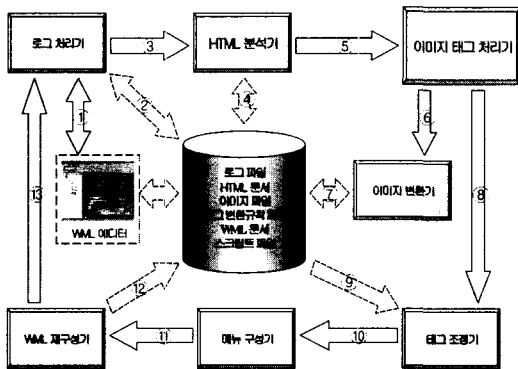 로그 처리기
③
HTML 분석기
⑤
이미지 태그 처리기
①
②
④
⑥
로그 파일
HTML 문서
이미지 파일
그 변환규칙
WML 문서
스크립트 파일
⑦
이미지 변환기
⑧
⑬
WML 에디터
⑫
⑨
WML 재구성기
⑪
메뉴 구성기
⑩
태그 조정기